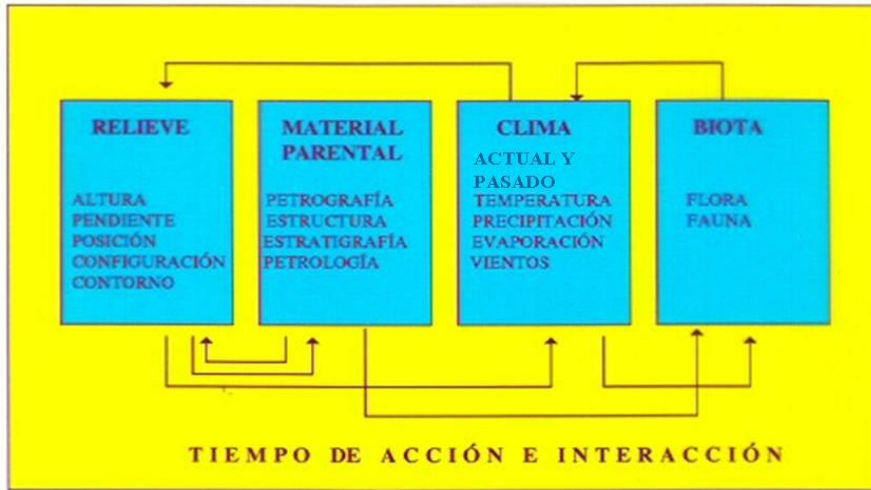 RELIEVE
ALTURA
PENDIENTE
POSICIÓN
CONFIGURACIÓN
CONTORNO
MATERIAL
PARENTAL
PETROGRAFÍA
ESTRUCTURA
ESTRATIGRAFÍA
PETROLOGÍA
CLIMA
ACTUAL Y
PASADO
TEMPERATURA
PRECIPITACIÓN
EVAPORACIÓN
VIENTOS
BIOTA
FLORA
FAUNA
TIEMPO DE ACCIÓN E INTERACCIÓN